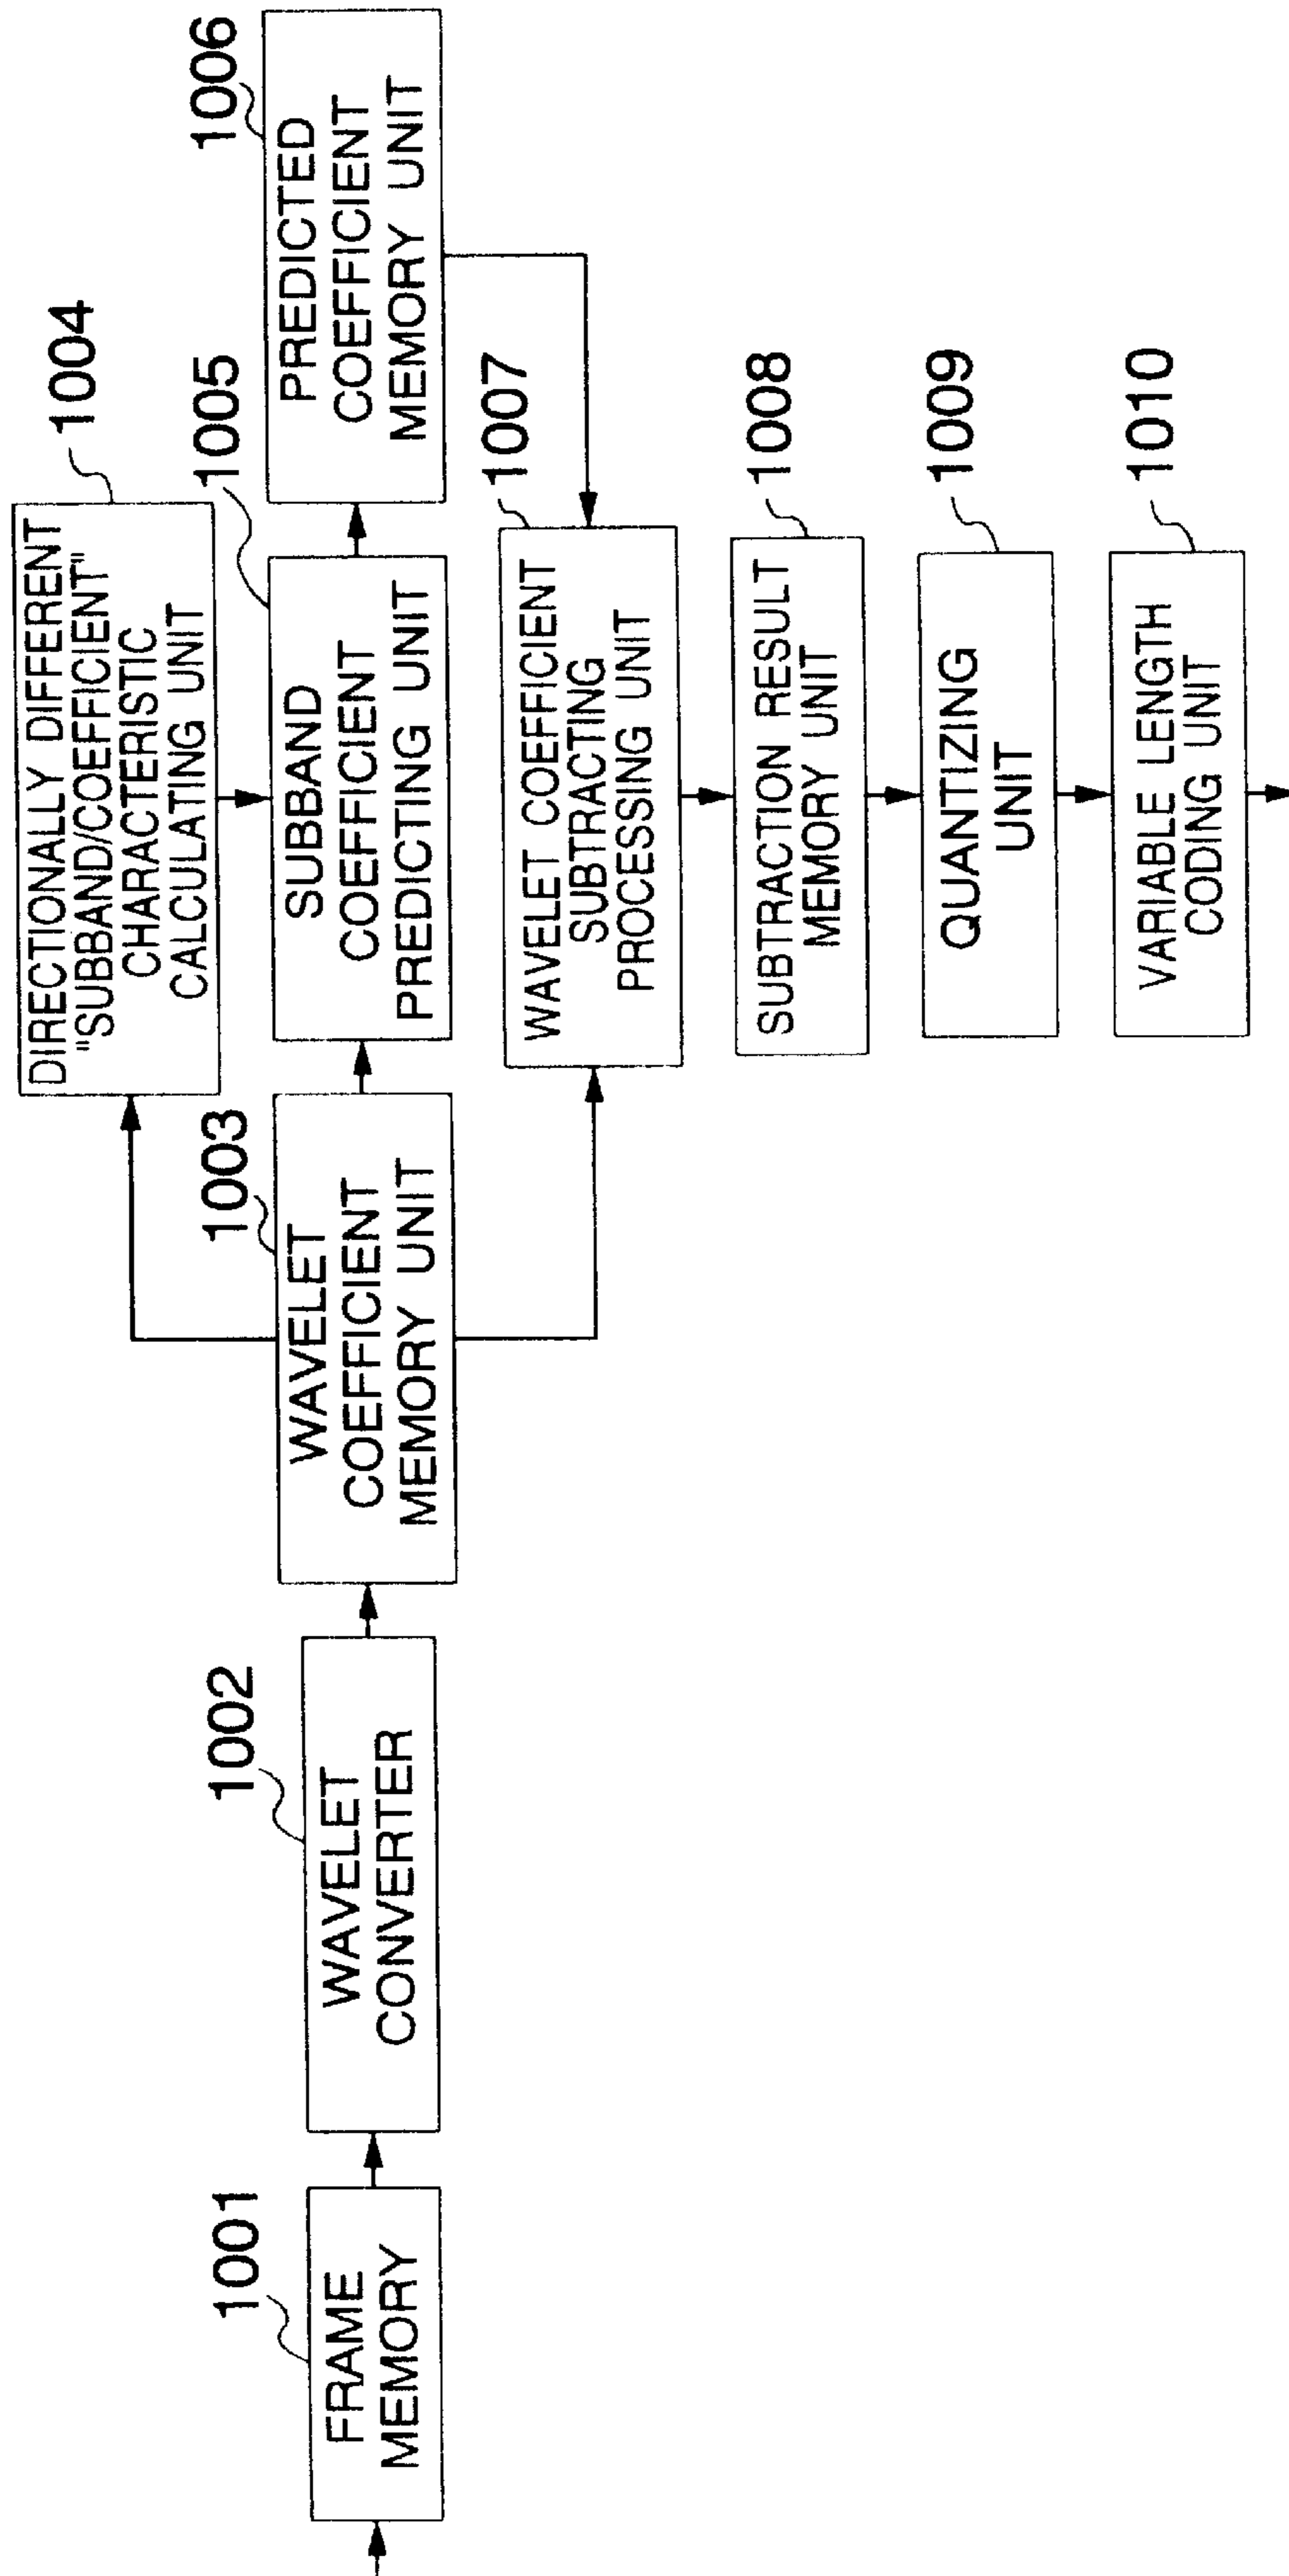 1001
FRAME
MEMORY
1002
WAVELET
CONVERTER
1003
WAVELET
COEFFICIENT
MEMORY UNIT
1004
DIRECTIONALLY DIFFERENT
"SUBBAND/COEFFICIENT"
CHARACTERISTIC
CALCULATING UNIT
1005
SUBBAND
COEFFICIENT
PREDICTING UNIT
1006
PREDICTED
COEFFICIENT
MEMORY UNIT
1007
WAVELET COEFFICIENT
SUBTRACTING
PROCESSING UNIT
1008
SUBTRACTION RESULT
MEMORY UNIT
1009
QUANTIZING
UNIT
1010
VARIABLE LENGTH
CODING UNIT